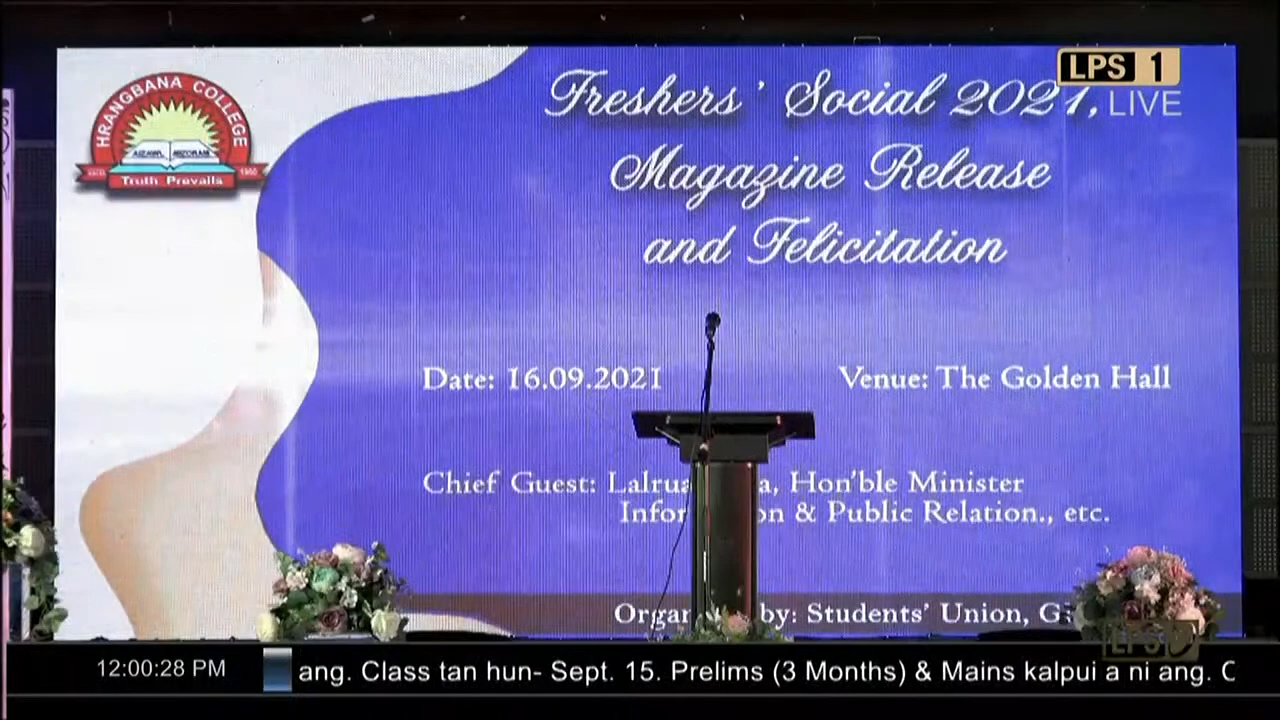 HRANGBANA COLLEGE
AIZAWL MIZORAM
Truth Prevails
1980
LPS 1
LIVE
Freshers' Social 2021,
Magazine Release
and Felicitation
Date: 16.09.2021
Venue: The Golden Hall
Chief Guest: Hon'ble Minister
& Public Relation., etc.
by: Students' Union,
LPS
12:00:28 PM
ang. Class tan hun- Sept. 15. Prelims (3 Months) & Mains kalpui a ni ang.